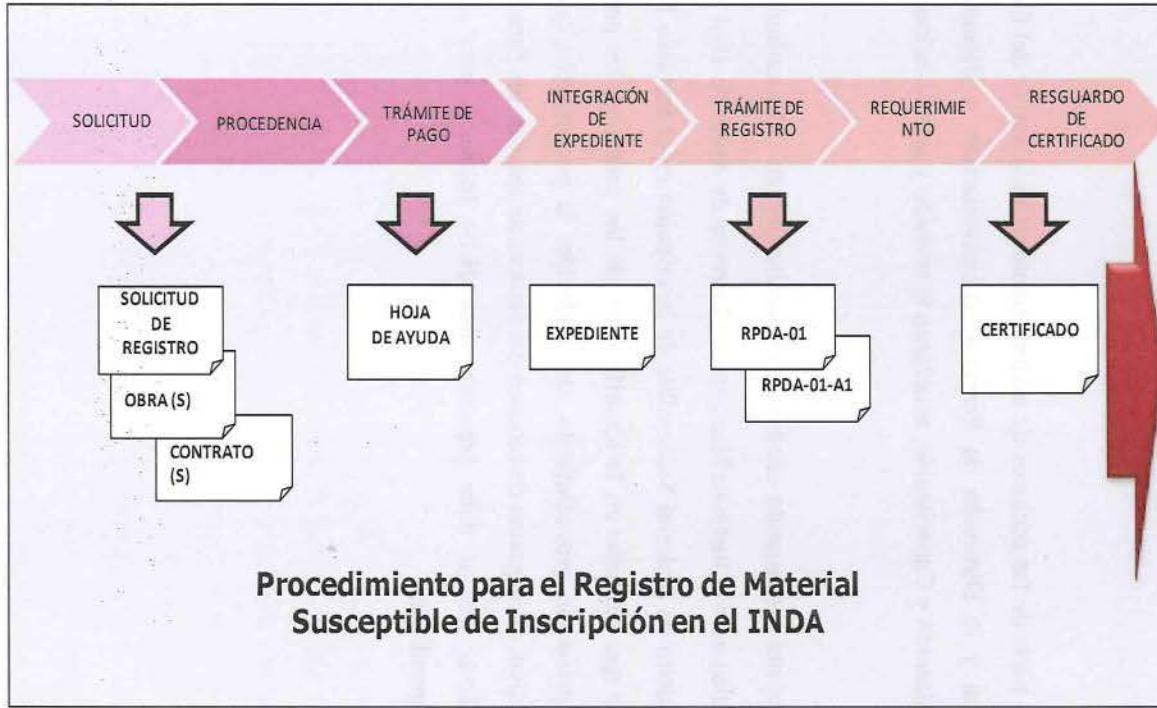 SOLICITUD
PROCEDENCIA
TRÁMITE DE
PAGO
INTEGRACIÓN
DE
EXPEDIENTE
TRÁMITE DE
REGISTRO
REQUERIMIE
NTO
RESGUARDO
DE
CERTIFICADO
SOLICITUD
DE
REGISTRO
OBRA (S)
CONTRATO
(S)
HOJA
DE AYUDA
EXPEDIENTE
RPDA-01
RPDA-01-A1
CERTIFICADO
Procedimiento para el Registro de Material
Susceptible de Inscripción en el INDA